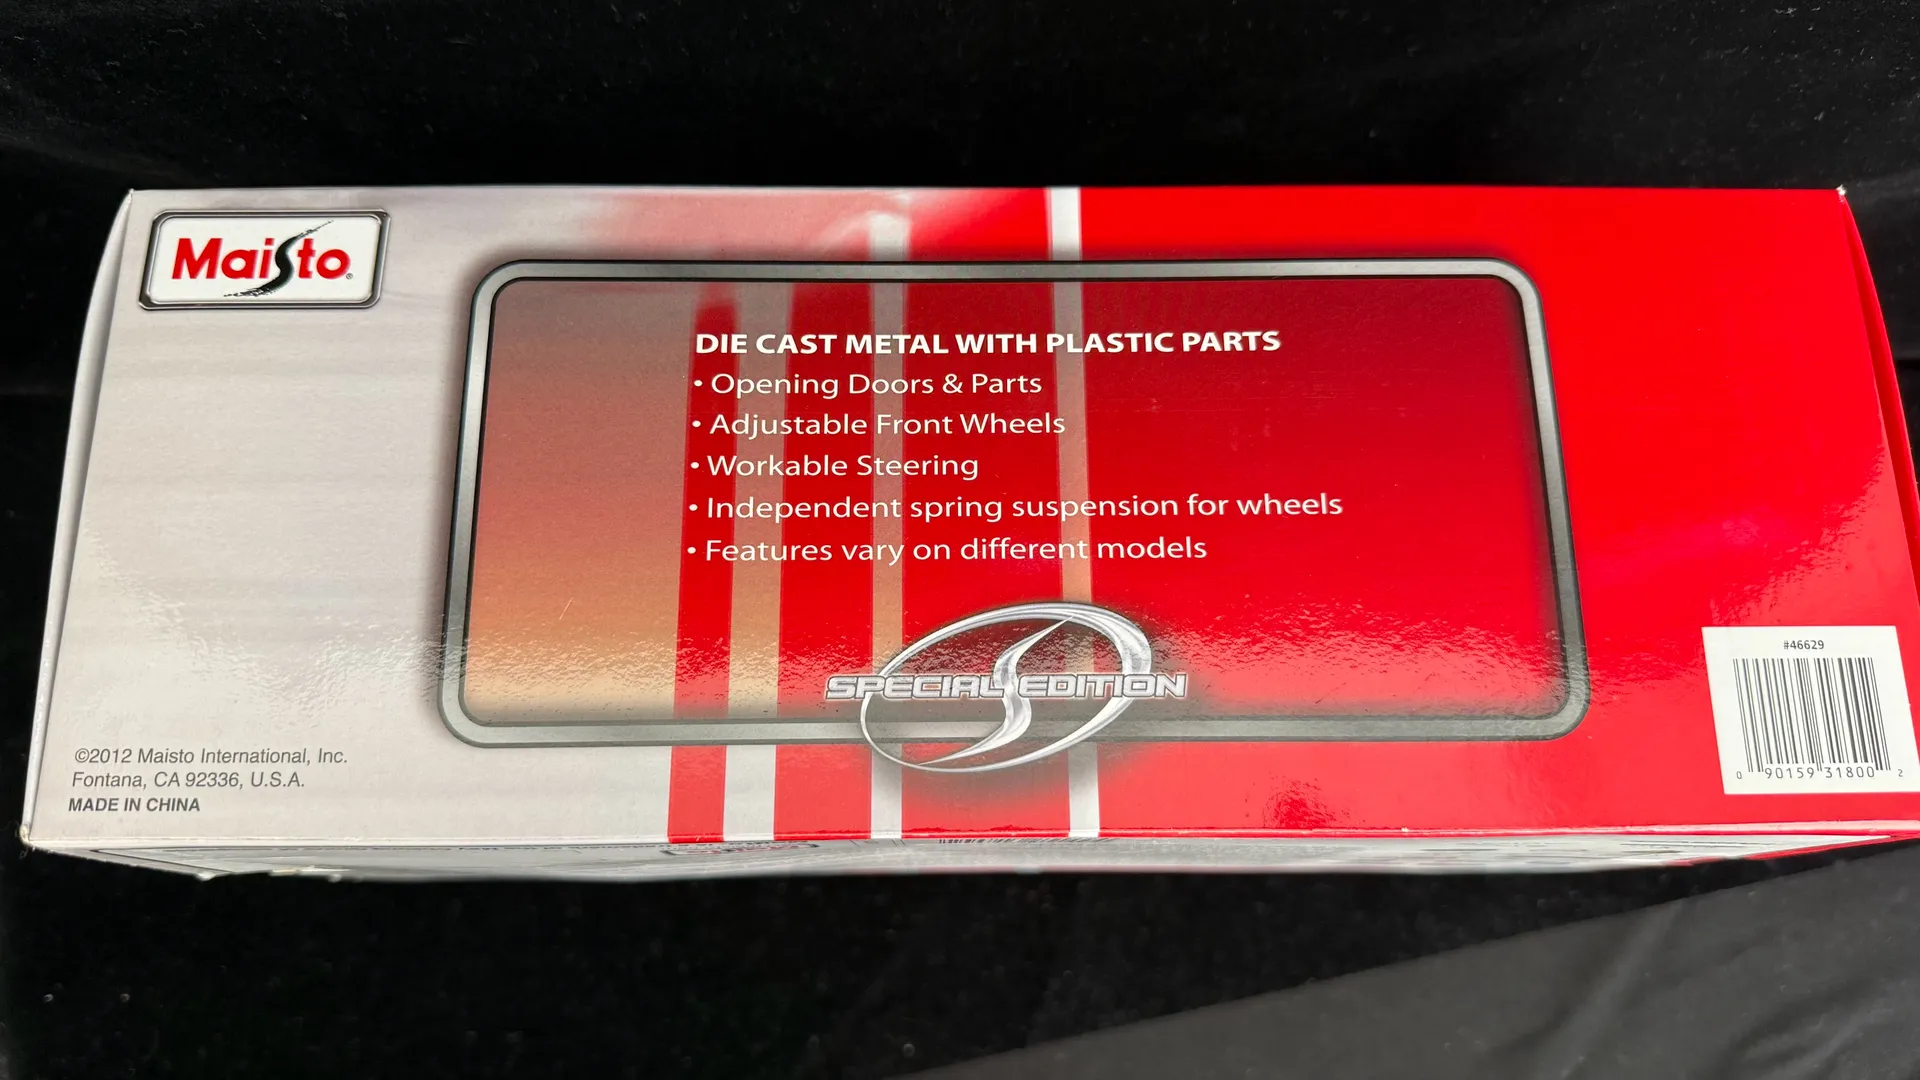 Maisto
DIE CAST METAL WITH PLASTIC PARTS
• Opening Doors & Parts
• Adjustable Front Wheels
• Workable Steering
• Independent spring suspension for wheels
• Features vary on different models
SPECIAL EDITION
©2012 Maisto International, Inc.
Fontana, CA 92336, U.S.A.
MADE IN CHINA
#46629
0 90159 31800 2